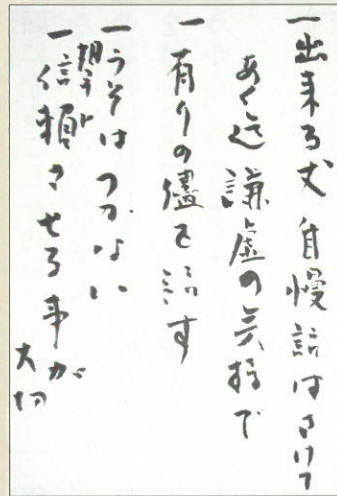 一出来る丈自慢話はさけて
あく迄謙虚の気持で
一有りの儘を話す
一うそはつかない
一相手に信頼させる事が
大切